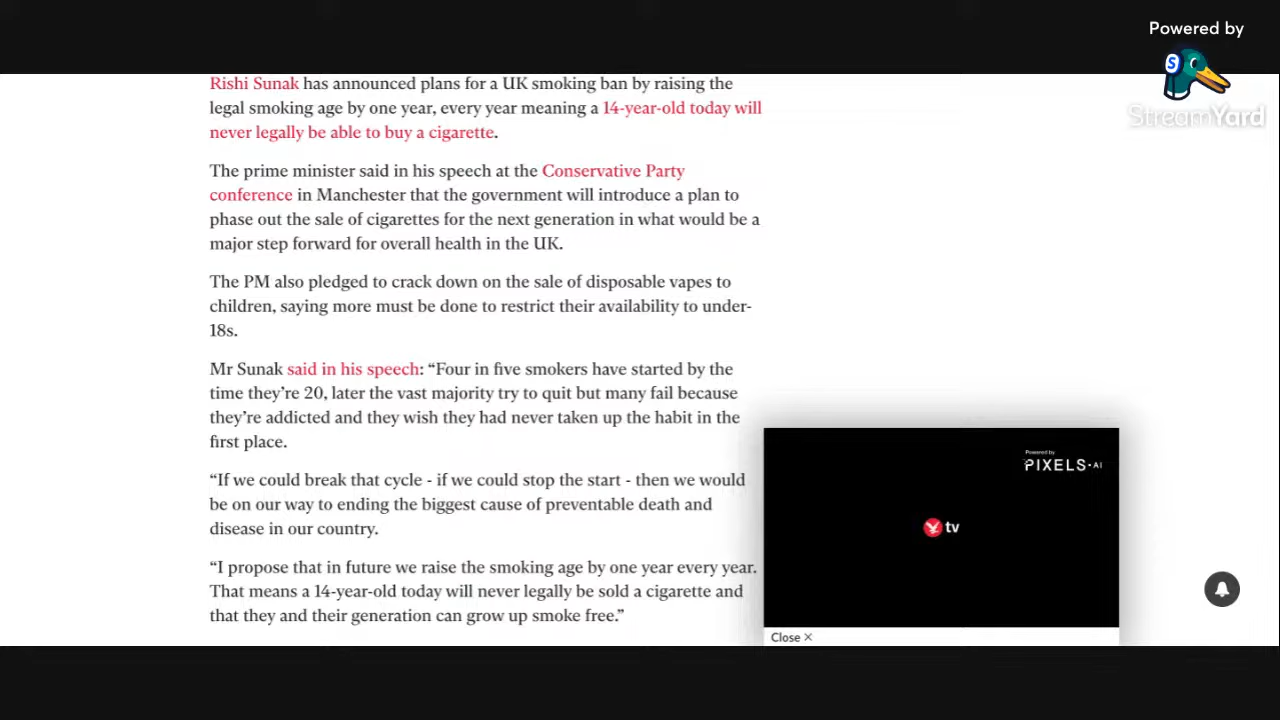 Powered by
StreamYard
Rishi Sunak has announced plans for a UK smoking ban by raising the
legal smoking age by one year, every year meaning a 14-year-old today will
never legally be able to buy a cigarette.
The prime minister said in his speech at the Conservative Party
conference in Manchester that the government will introduce a plan to
phase out the sale of cigarettes for the next generation in what would be a
major step forward for overall health in the UK.
The PM also pledged to crack down on the sale of disposable vapes to
children, saying more must be done to restrict their availability to under-
18s.
Mr Sunak said in his speech: “Four in five smokers have started by the
time they’re 20, later the vast majority try to quit but many fail because
they’re addicted and they wish they had never taken up the habit in the
first place.
“If we could break that cycle - if we could stop the start - then we would
be on our way to ending the biggest cause of preventable death and
disease in our country.
“I propose that in future we raise the smoking age by one year every year.
That means a 14-year-old today will never legally be sold a cigarette and
that they and their generation can grow up smoke free.”
Powered by
PIXELS.AI
tv
Close ×